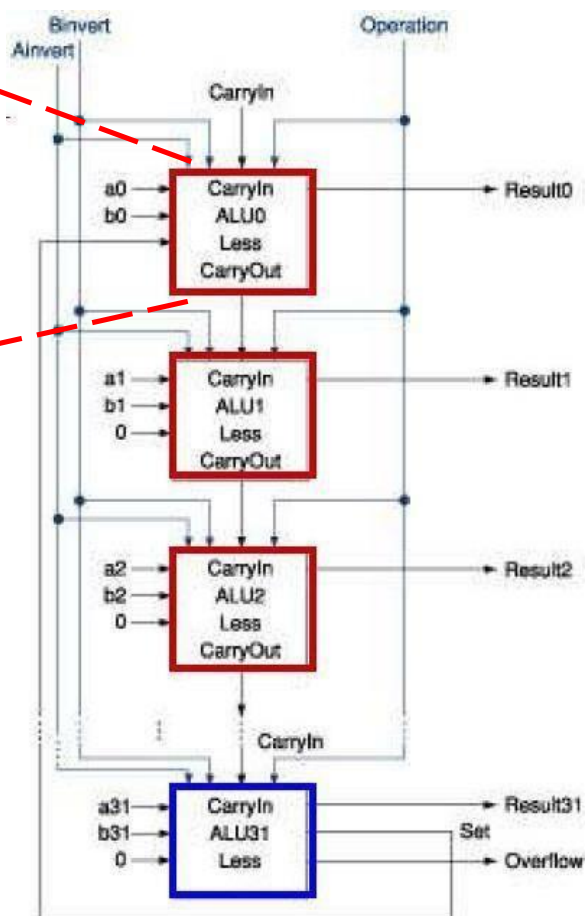 Binvert
Operation
Ainvert
CarryIn
a0
CarryIn
Result0
b0
ALU0
Less
CarryOut
a1
CarryIn
Result1
b1
ALU1
0
Less
CarryOut
a2
CarryIn
Result2
b2
ALU2
0
Less
CarryOut
CarryIn
a31
CarryIn
Result31
b31
ALU31
Set
0
Less
Overflow